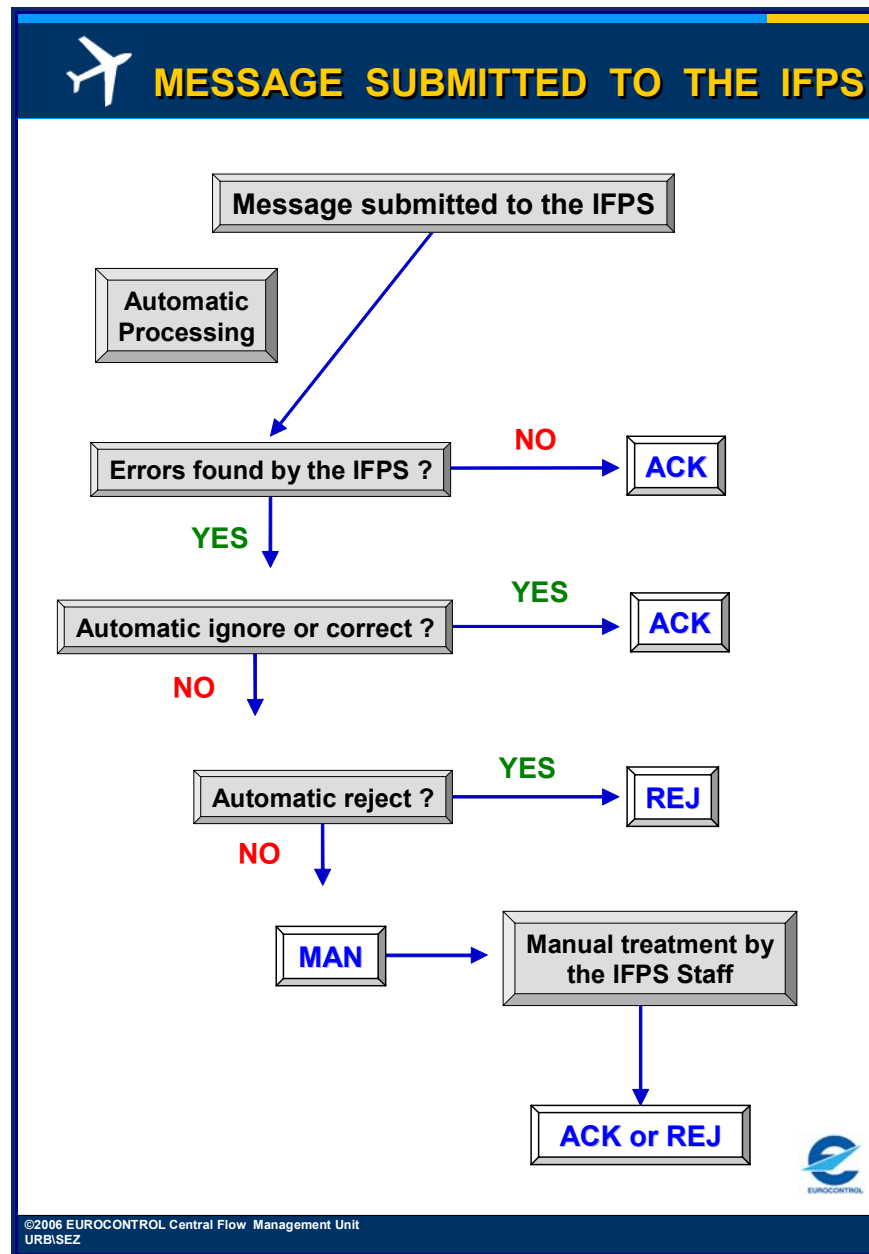 MESSAGE SUBMITTED TO THE IFPS
Message submitted to the IFPS
Automatic
Processing
Errors found by the IFPS ?
NO
ACK
YES
Automatic ignore or correct ?
YES
ACK
NO
Automatic reject ?
YES
REJ
NO
MAN
Manual treatment by
the IFPS Staff
ACK or REJ
EUROCONTROL
©2006 EUROCONTROL Central Flow Management Unit
URB\SEZ